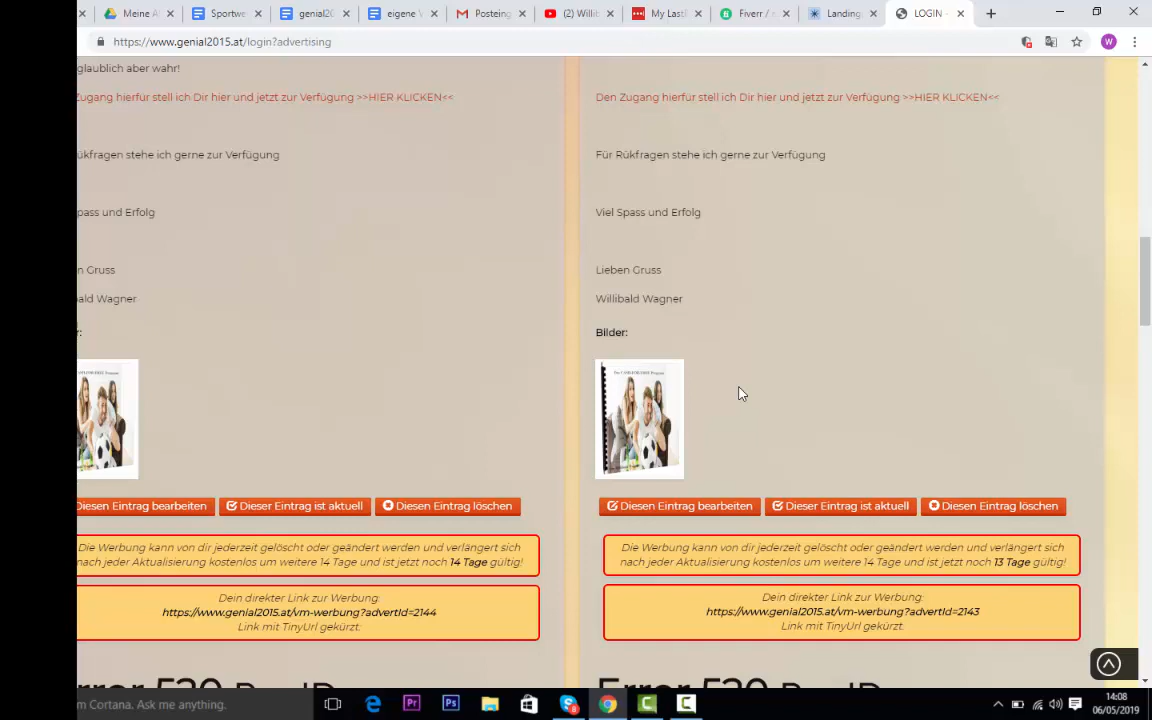 Meine A
Sportwe
genial20
eigene V
Posteing
(2) Willib
My Last
Fiverr / s
Landing
LOGIN -
https://www.genial2015.at/login?advertising
W
glaublich aber wahr!
Zugang hierfür stell ich Dir hier und jetzt zur Verfügung >>HIER KLICKEN<<
ükfragen stehe ich gerne zur Verfügung
pass und Erfolg
n Gruss
ald Wagner
r:
Diesen Eintrag bearbeiten
Dieser Eintrag ist aktuell
Diesen Eintrag löschen
Die Werbung kann von dir jederzeit gelöscht oder geändert werden und verlängert sich
nach jeder Aktualisierung kostenlos um weitere 14 Tage und ist jetzt noch 14 Tage gültig!
Dein direkter Link zur Werbung:
https://www.genial2015.at/vm-werbung?advertId=2144
Link mit TinyUrl gekürzt:
Den Zugang hierfür stell ich Dir hier und jetzt zur Verfügung >>HIER KLICKEN<<
Für Rükfragen stehe ich gerne zur Verfügung
Viel Spass und Erfolg
Lieben Gruss
Willibald Wagner
Bilder:
Diesen Eintrag bearbeiten
Dieser Eintrag ist aktuell
Diesen Eintrag löschen
Die Werbung kann von dir jederzeit gelöscht oder geändert werden und verlängert sich
nach jeder Aktualisierung kostenlos um weitere 14 Tage und ist jetzt noch 13 Tage gültig!
Dein direkter Link zur Werbung:
https://www.genial2015.at/vm-werbung?advertId=2143
Link mit TinyUrl gekürzt:
m Cortana. Ask me anything.
14:08
06/05/2019